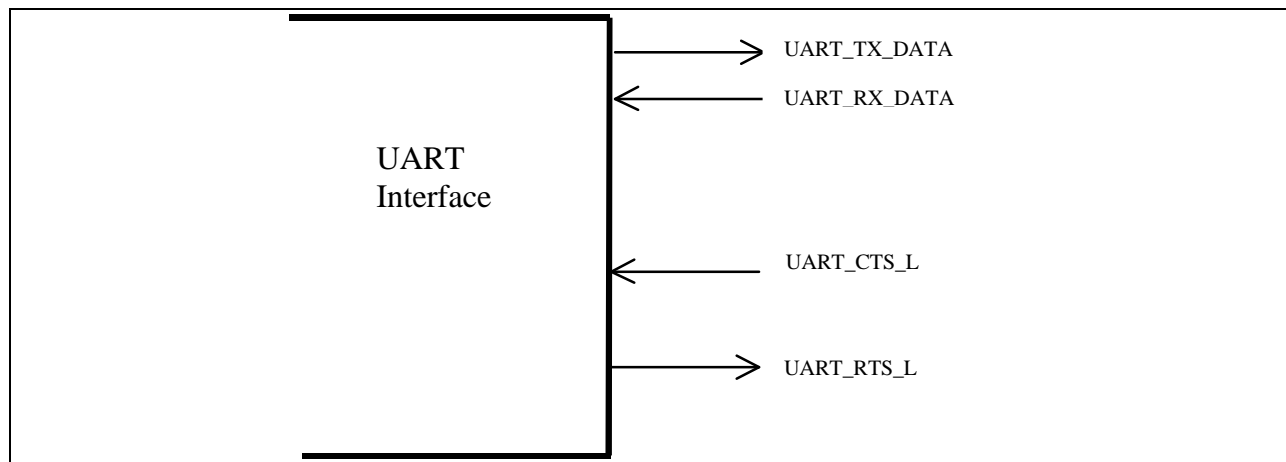 UART_TX_DATA
UART_RX_DATA
UART
Interface
UART_CTS_L
UART_RTS_L